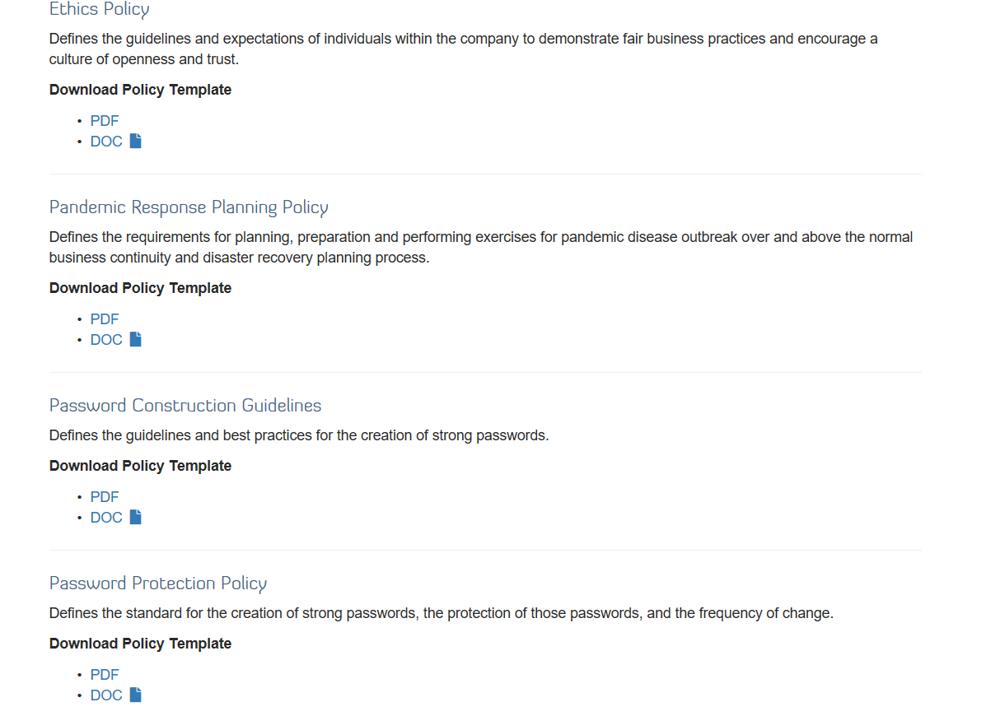 Ethics Policy
Defines the guidelines and expectations of individuals within the company to demonstrate fair business practices and encourage a
culture of openness and trust.
Download Policy Template
• PDF
• DOC
Pandemic Response Planning Policy
Defines the requirements for planning, preparation and performing exercises for pandemic disease outbreak over and above the normal
business continuity and disaster recovery planning process.
Download Policy Template
• PDF
• DOC
Password Construction Guidelines
Defines the guidelines and best practices for the creation of strong passwords.
Download Policy Template
• PDF
• DOC
Password Protection Policy
Defines the standard for the creation of strong passwords, the protection of those passwords, and the frequency of change.
Download Policy Template
• PDF
• DOC